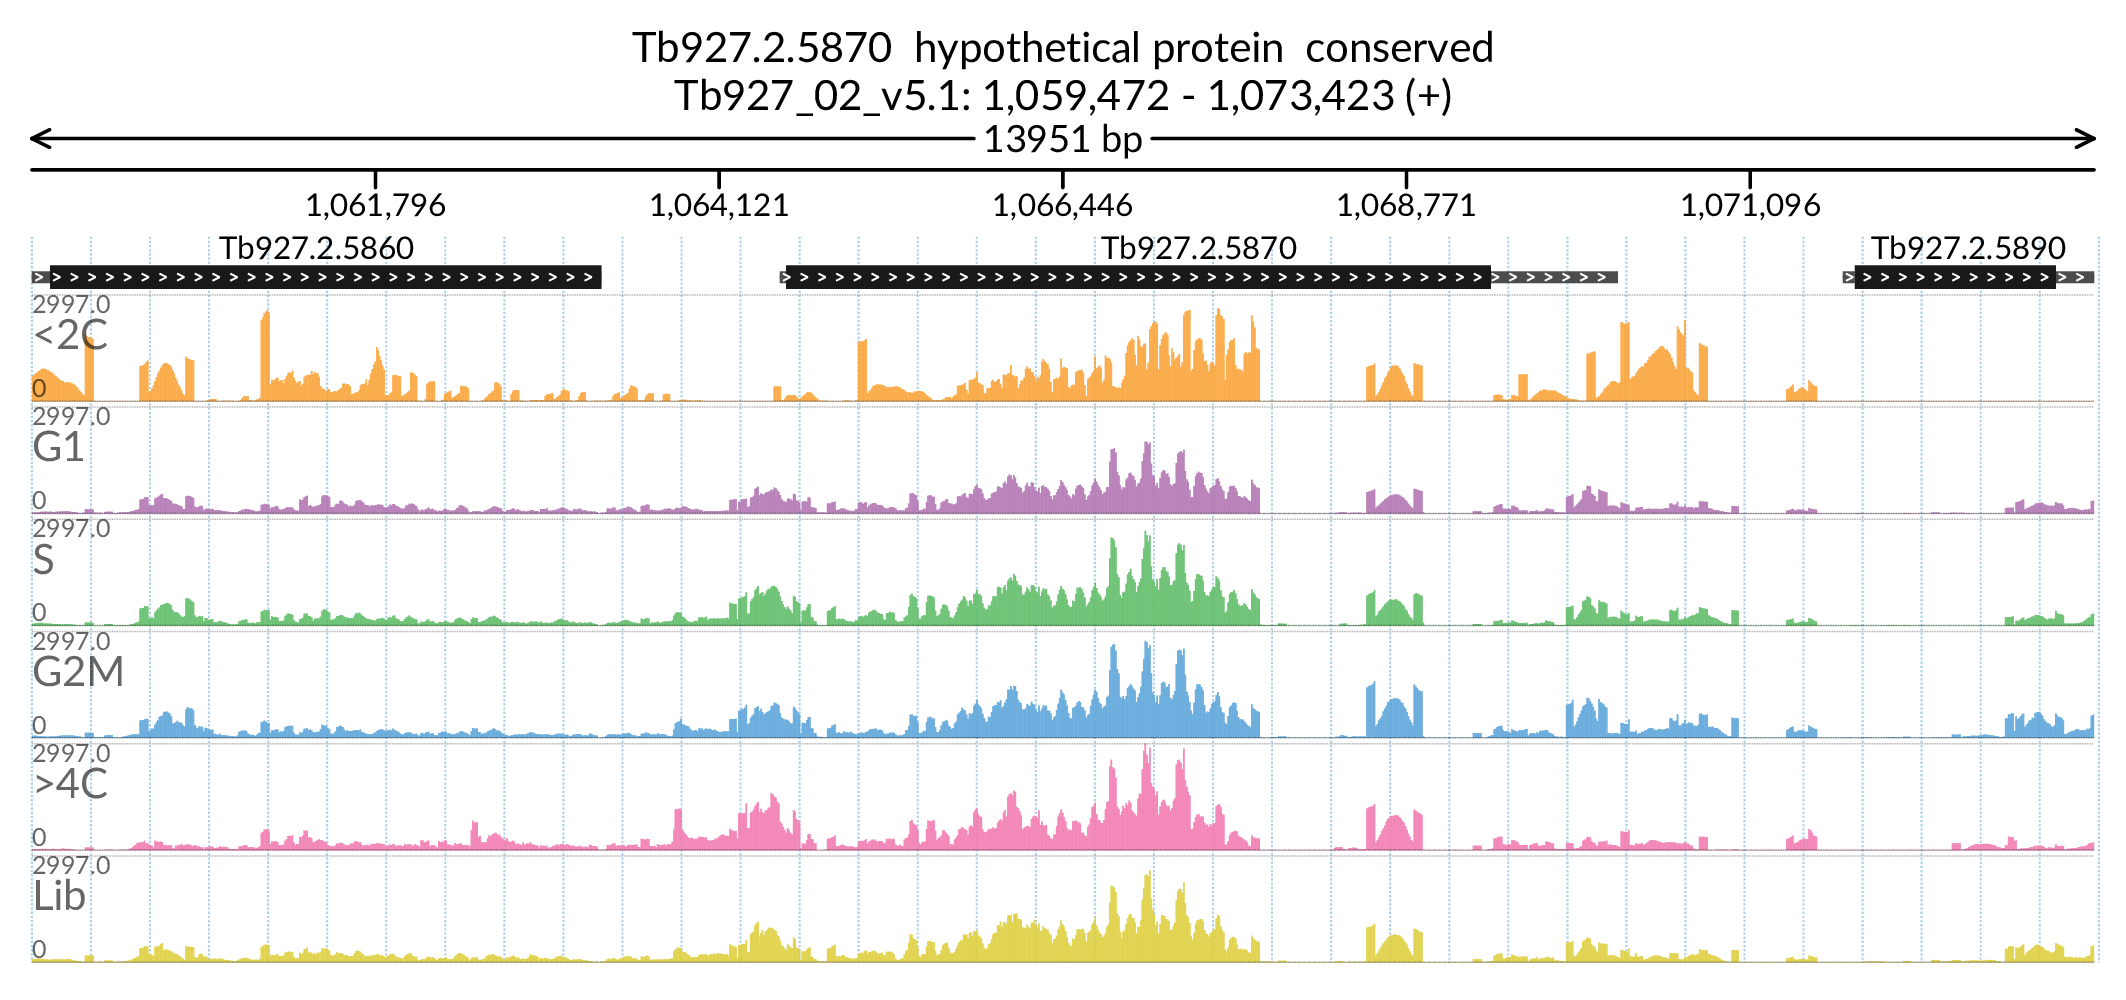 Tb927.2.5870  hypothetical protein  conserved
Tb927_02_v5.1: 1,059,472 - 1,073,423 (+)
13951 bp
1,061,796 1,064,121 1,066,446 1,068,771 1,071,096
Tb927.2.5860 Tb927.2.5870 Tb927.2.5890
2997.0
<2C
0
2997.0
G1
0
2997.0
S
0
2997.0
G2M
0
2997.0
>4C
0
2997.0
Lib
0